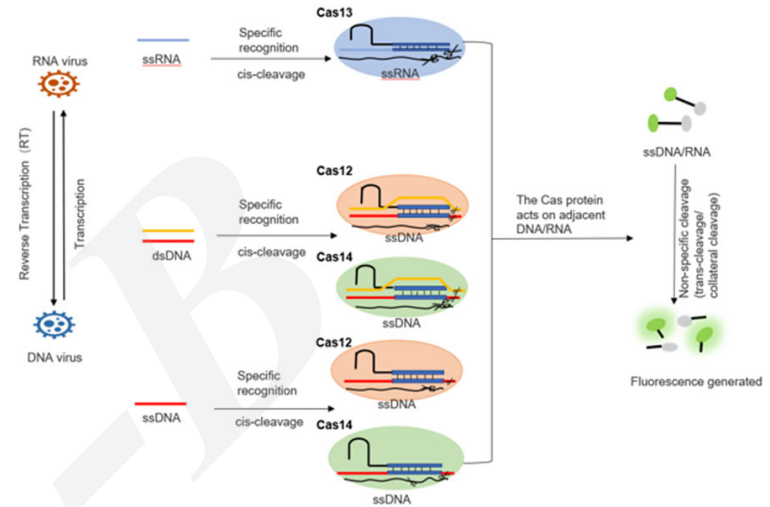 Cas13
RNA virus
ssRNA
Specific
recognition
cis-cleavage
ssRNA
Reverse Transcription (RT)
Transcription
Cas12
dsDNA
Specific
recognition
cis-cleavage
ssDNA
Cas14
ssDNA
DNA virus
Cas12
ssDNA
Specific
recognition
cis-cleavage
ssDNA
Cas14
ssDNA
The Cas protein
acts on adjacent
DNA/RNA
ssDNA/RNA
Non-specific cleavage
(trans-cleavage/
collateral cleavage)
Fluorescence generated
-B